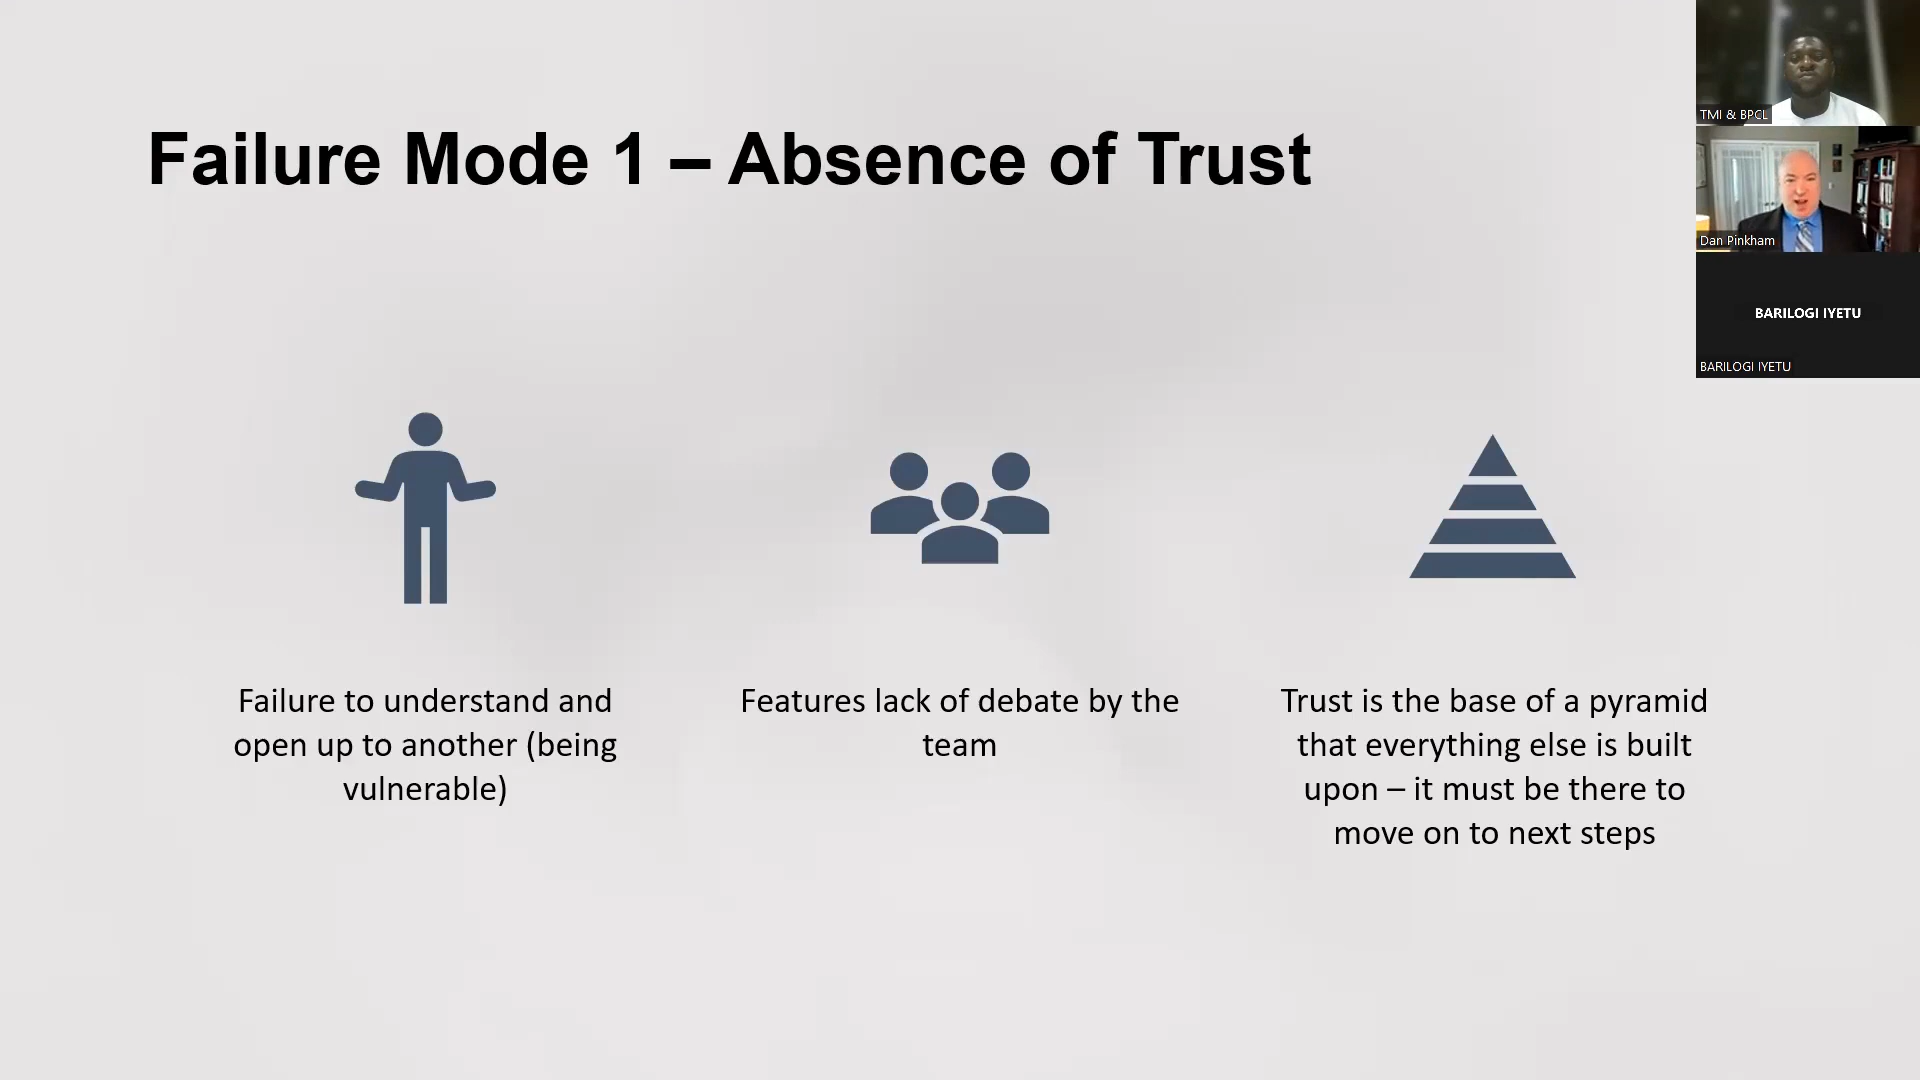 Failure Mode 1 – Absence of Trust
Failure to understand and
open up to another (being
vulnerable)
Features lack of debate by the
team
Trust is the base of a pyramid
that everything else is built
upon – it must be there to
move on to next steps
TMI & BPCL
Dan Pinkham
BARILOGI IYETU
BARILOGI IYETU